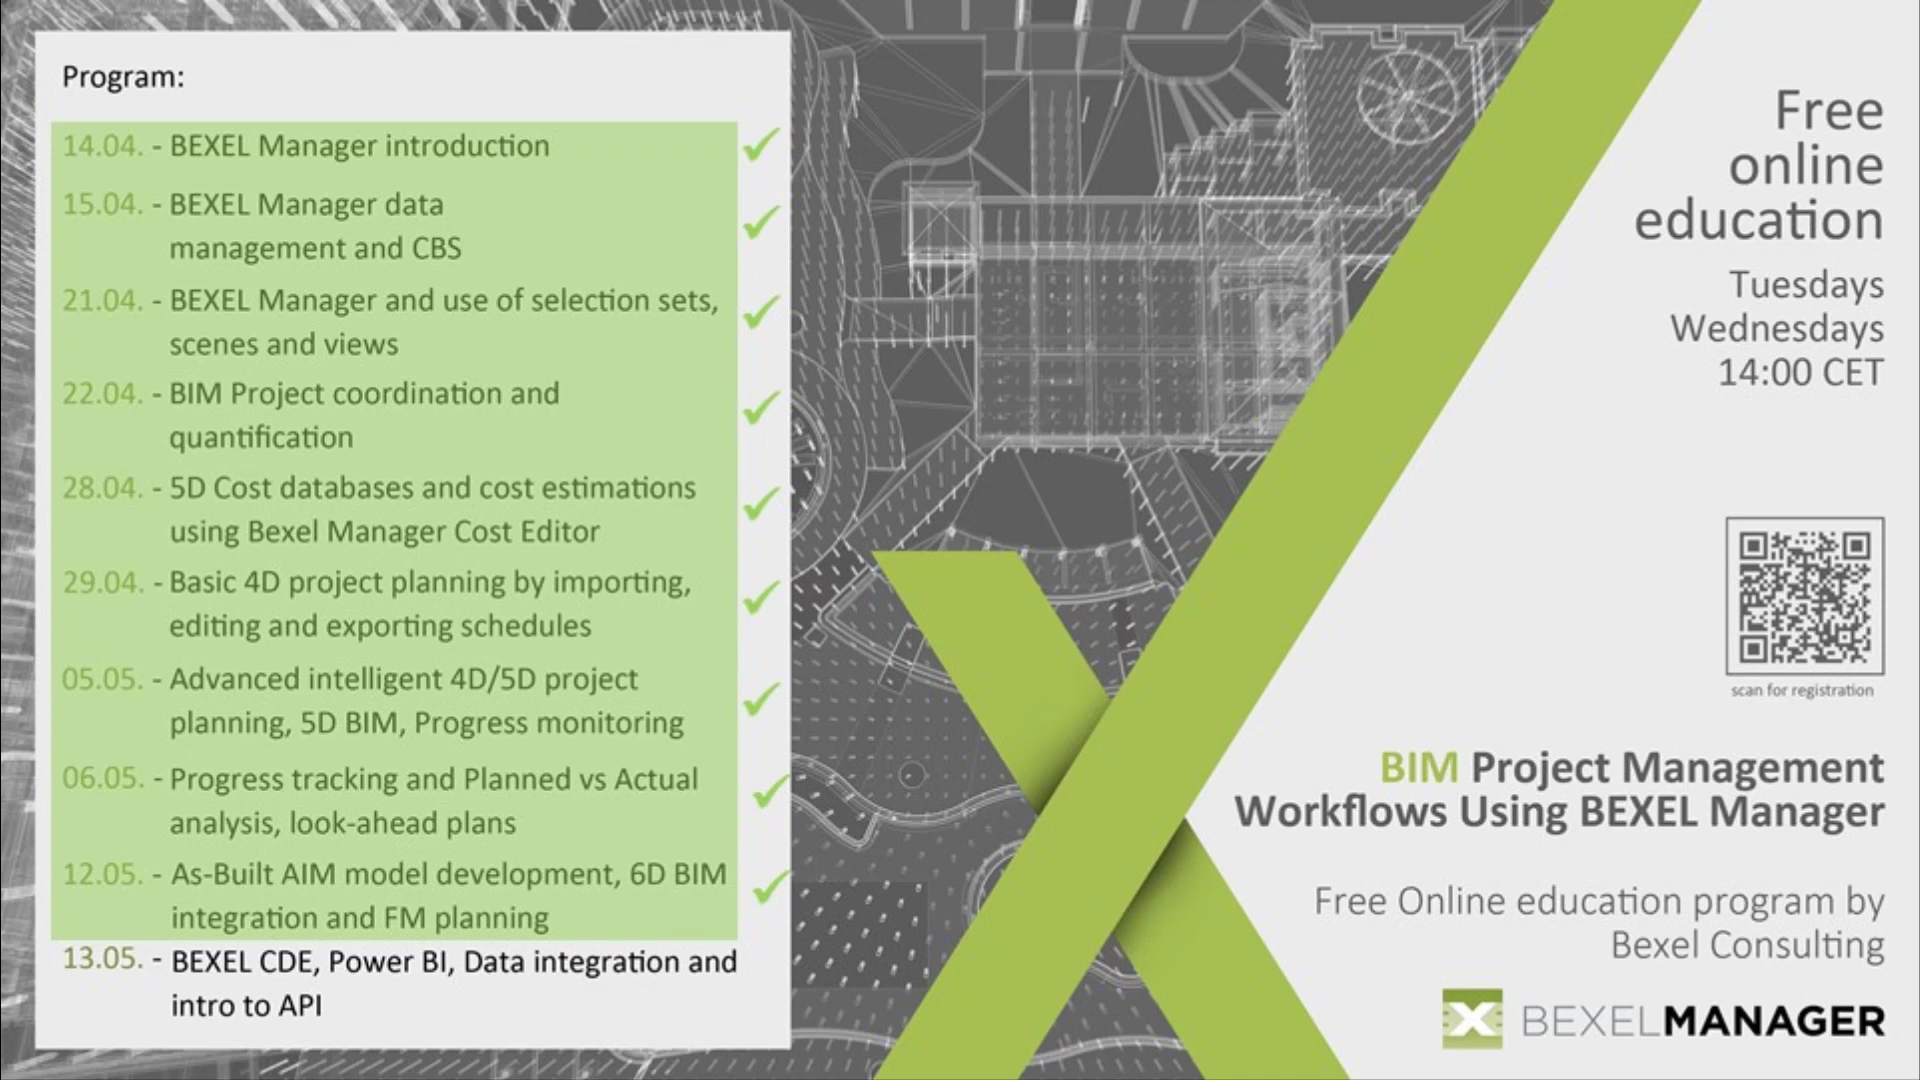 Program:
14.04. - BEXEL Manager introduction
15.04. - BEXEL Manager data
management and CBS
21.04. - BEXEL Manager and use of selection sets,
scenes and views
22.04. - BIM Project coordination and
quantification
28.04. - 5D Cost databases and cost estimations
using Bexel Manager Cost Editor
29.04. - Basic 4D project planning by importing,
editing and exporting schedules
05.05. - Advanced intelligent 4D/5D project
planning, 5D BIM, Progress monitoring
06.05. - Progress tracking and Planned vs Actual
analysis, look-ahead plans
12.05. - As-Built AIM model development, 6D BIM
integration and FM planning
13.05. - BEXEL CDE, Power BI, Data integration and
intro to API
Free
online
education
Tuesdays
Wednesdays
14:00 CET
scan for registration
BIM Project Management
Workflows Using BEXEL Manager
Free Online education program by
Bexel Consulting
BEXELMANAGER